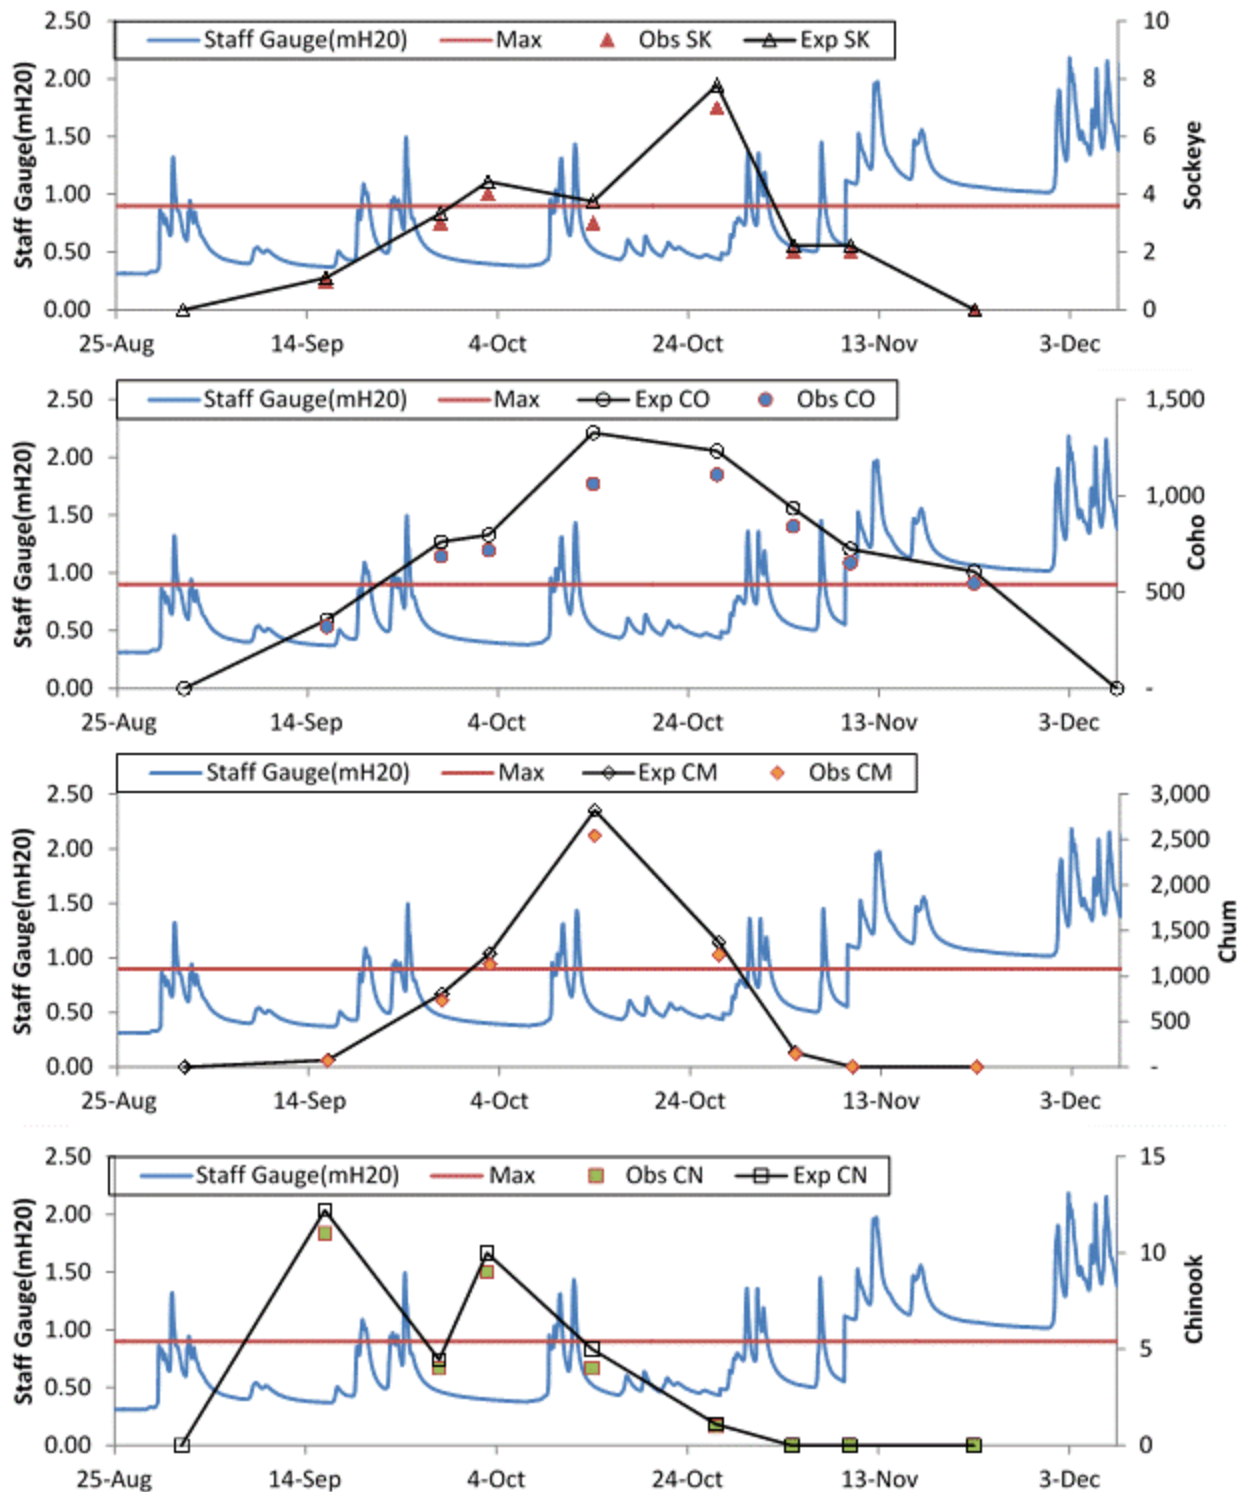 Staff Gauge(mH20) Max Obs SK Exp SK
2.50
2.00
1.50
1.00
0.50
0.00
Staff Gauge(mH20)
10
8
6
4
2
0
Sockeye
25-Aug 14-Sep 4-Oct 24-Oct 13-Nov 3-Dec
Staff Gauge(mH20) Max Exp CO Obs CO
2.50
2.00
1.50
1.00
0.50
0.00
Staff Gauge(mH20)
1,500
1,000
500
-
Coho
25-Aug 14-Sep 4-Oct 24-Oct 13-Nov 3-Dec
Staff Gauge(mH20) Max Exp CM Obs CM
2.50
2.00
1.50
1.00
0.50
0.00
Staff Gauge(mH20)
3,000
2,500
2,000
1,500
1,000
500
-
Chum
25-Aug 14-Sep 4-Oct 24-Oct 13-Nov 3-Dec
Staff Gauge(mH20) Max Obs CN Exp CN
2.50
2.00
1.50
1.00
0.50
0.00
Staff Gauge(mH20)
15
10
5
0
Chinook
25-Aug 14-Sep 4-Oct 24-Oct 13-Nov 3-Dec